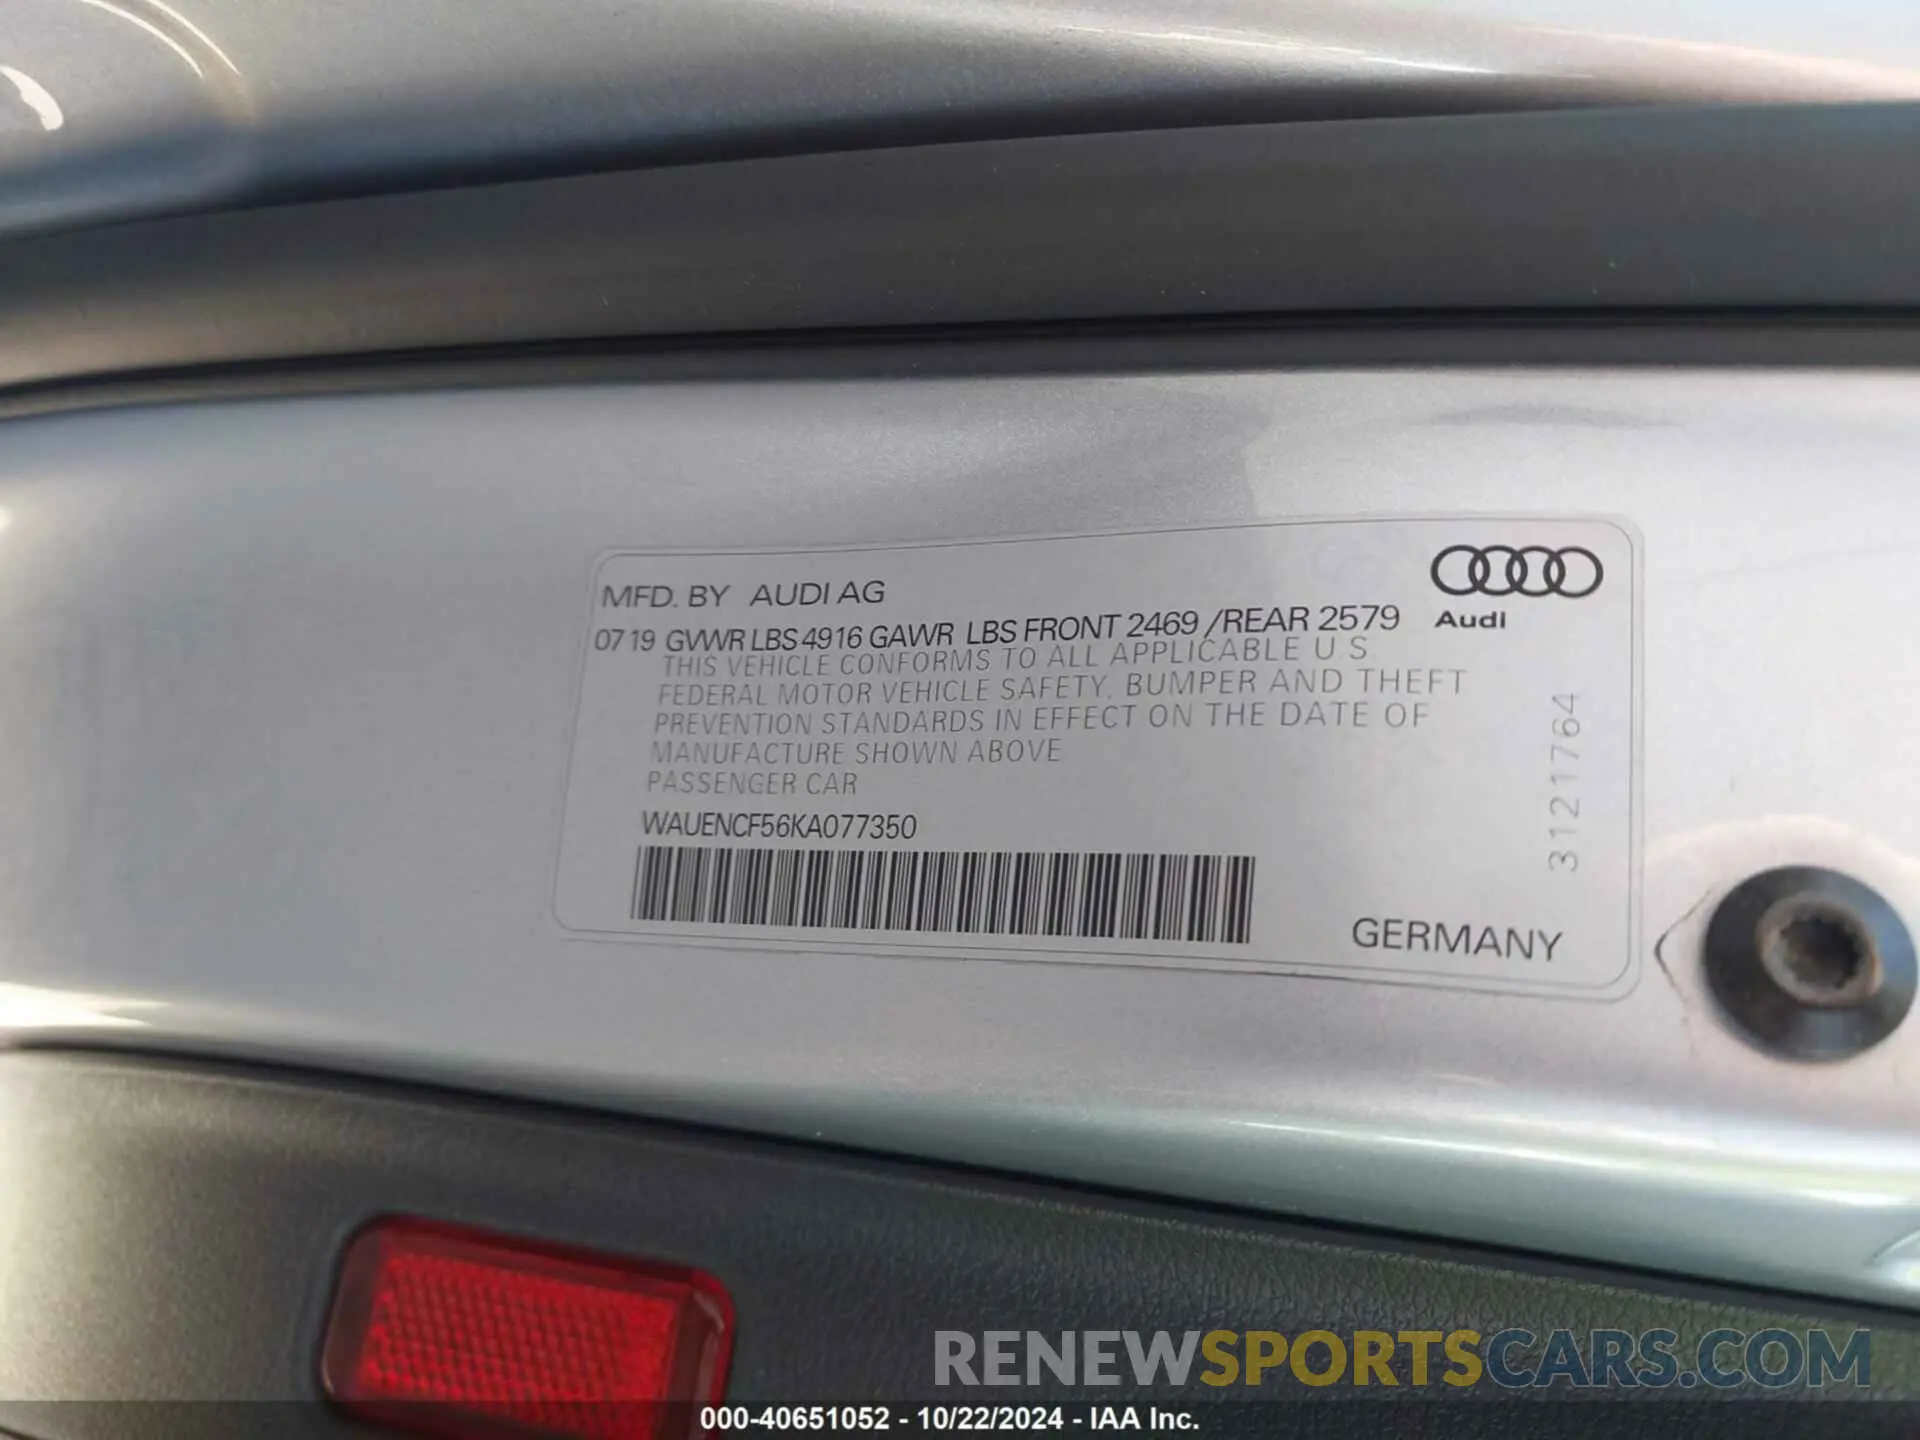 MFD. BY AUDI AG
Audi
07 19 GVWR LBS 4916 GAWR LBS FRONT 2469 /REAR 2579
THIS VEHICLE CONFORMS TO ALL APPLICABLE U S
FEDERAL MOTOR VEHICLE SAFETY, BUMPER AND THEFT
PREVENTION STANDARDS IN EFFECT ON THE DATE OF
MANUFACTURE SHOWN ABOVE
PASSENGER CAR
WAUENCF56KA077350
3121764
GERMANY
RENEWSPORTSCARS.COM
000-40651052 - 10/22/2024 - IAA Inc.